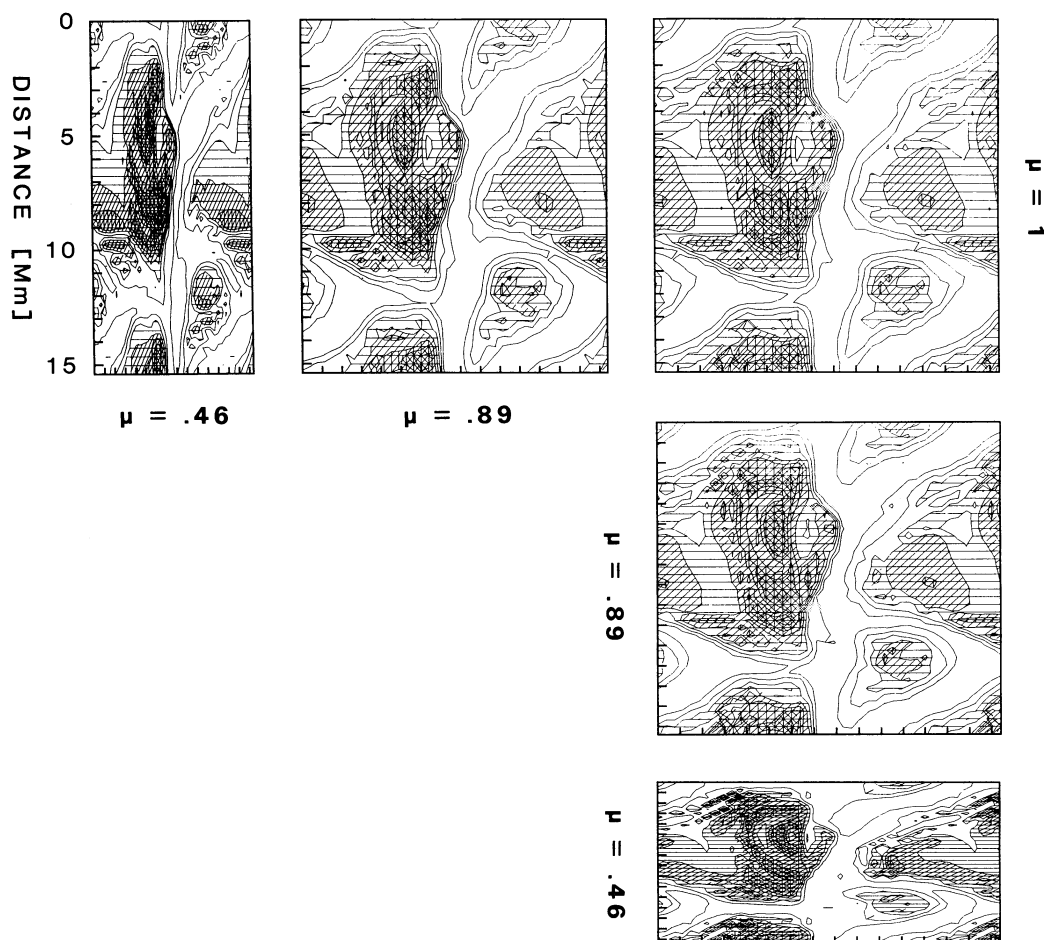 0
5
10
15
DISTANCE [Mm]
μ = .46
μ = .89
μ = 1
μ = .89
μ = .46